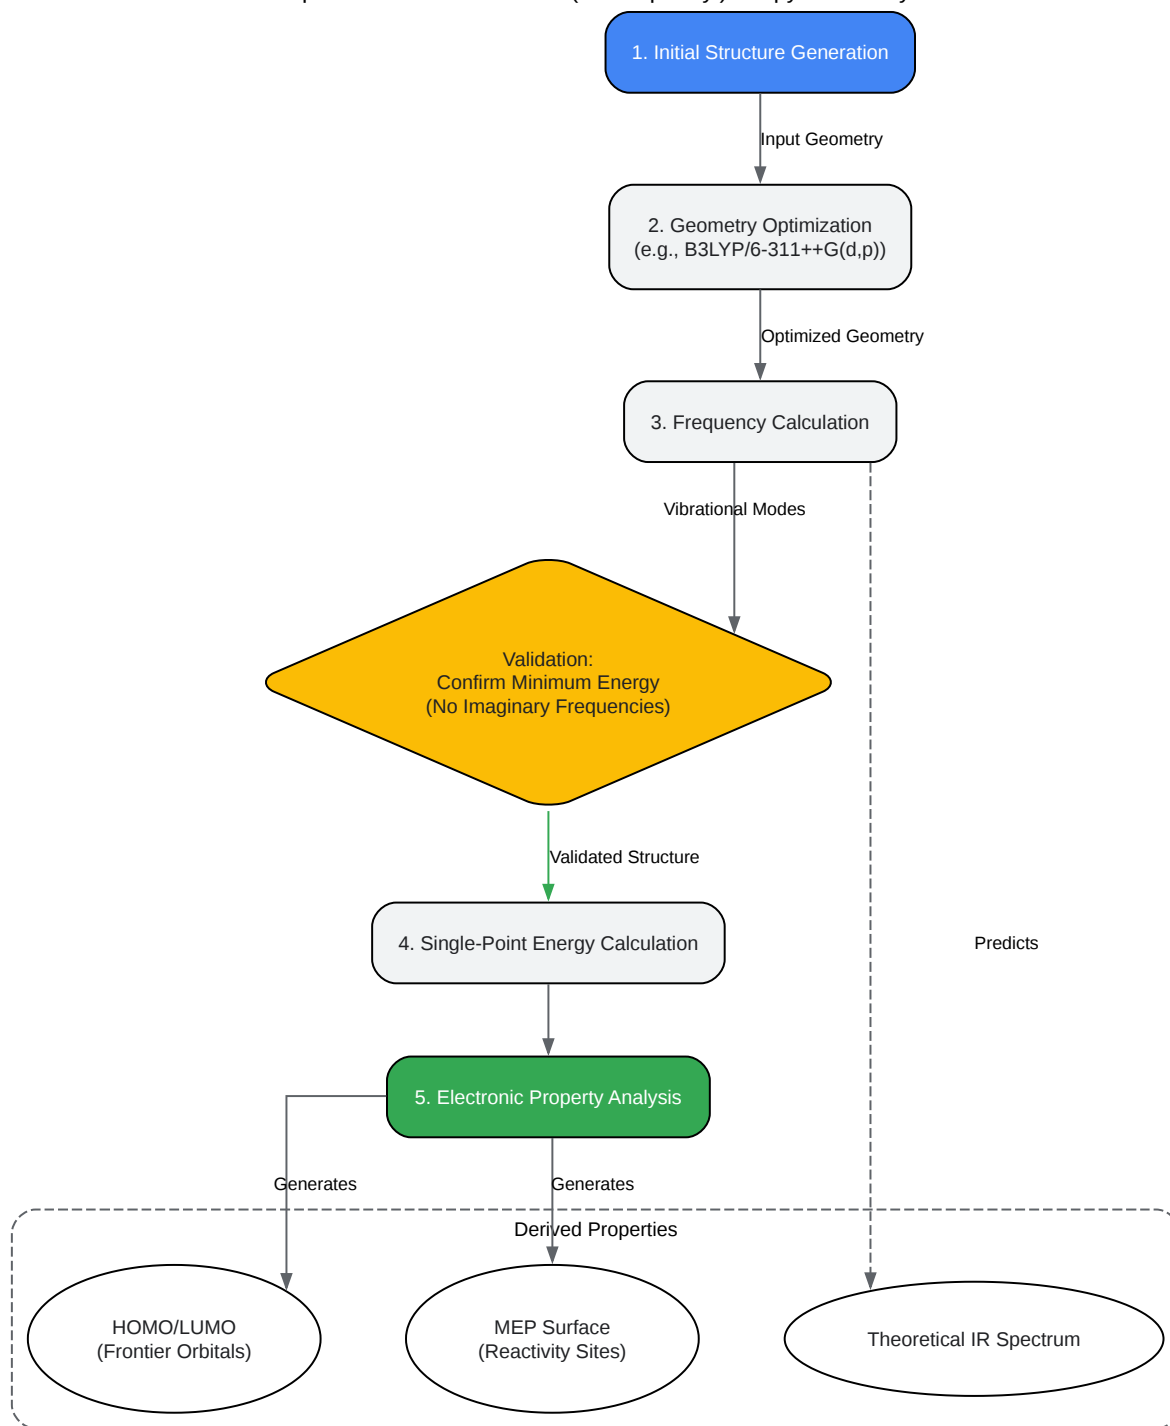 1. Initial Structure Generation
Input Geometry
2. Geometry Optimization
(e.g., B3LYP/6-311++G(d,p))
Optimized Geometry
3. Frequency Calculation
Vibrational Modes
Validation:
Confirm Minimum Energy
(No Imaginary Frequencies)
Validated Structure
4. Single-Point Energy Calculation
Predicts
5. Electronic Property Analysis
Generates
Generates
Derived Properties
HOMO/LUMO
(Frontier Orbitals)
MEP Surface
(Reactivity Sites)
Theoretical IR Spectrum